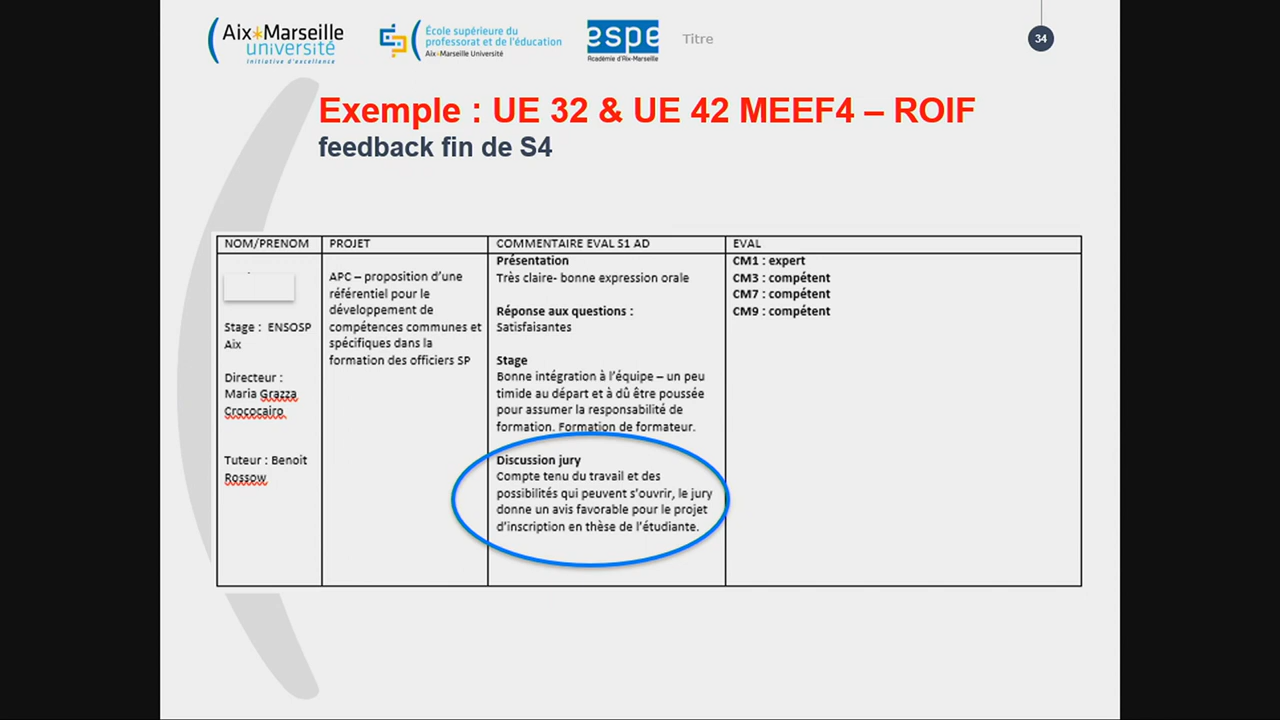 Aix*Marseille
université
Initiative d'excellence
École supérieure du
professorat et de l'éducation
Aix*Marseille Université
espe
Académie d'Aix-Marseille
Titre
34
Exemple : UE 32 & UE 42 MEEF4 – ROIF
feedback fin de S4
NOM/PRENOM
Stage : ENSOSP
Aix
Directeur :
Maria Grazza
Crococairo
Tuteur : Benoit
Rossow
PROJET
APC – proposition d'une
référentiel pour le
développement de
compétences communes et
spécifiques dans la
formation des officiers SP
COMMENTAIRE EVAL S1 AD
Présentation
Très claire- bonne expression orale
Réponse aux questions :
Satisfaisantes
Stage
Bonne intégration à l'équipe – un peu
timide au départ et à dû être poussée
pour assumer la responsabilité de
formation. Formation de formateur.
Discussion jury
Compte tenu du travail et des
possibilités qui peuvent s'ouvrir, le jury
donne un avis favorable pour le projet
d'inscription en thèse de l'étudiante.
EVAL
CM1 : expert
CM3 : compétent
CM7 : compétent
CM9 : compétent